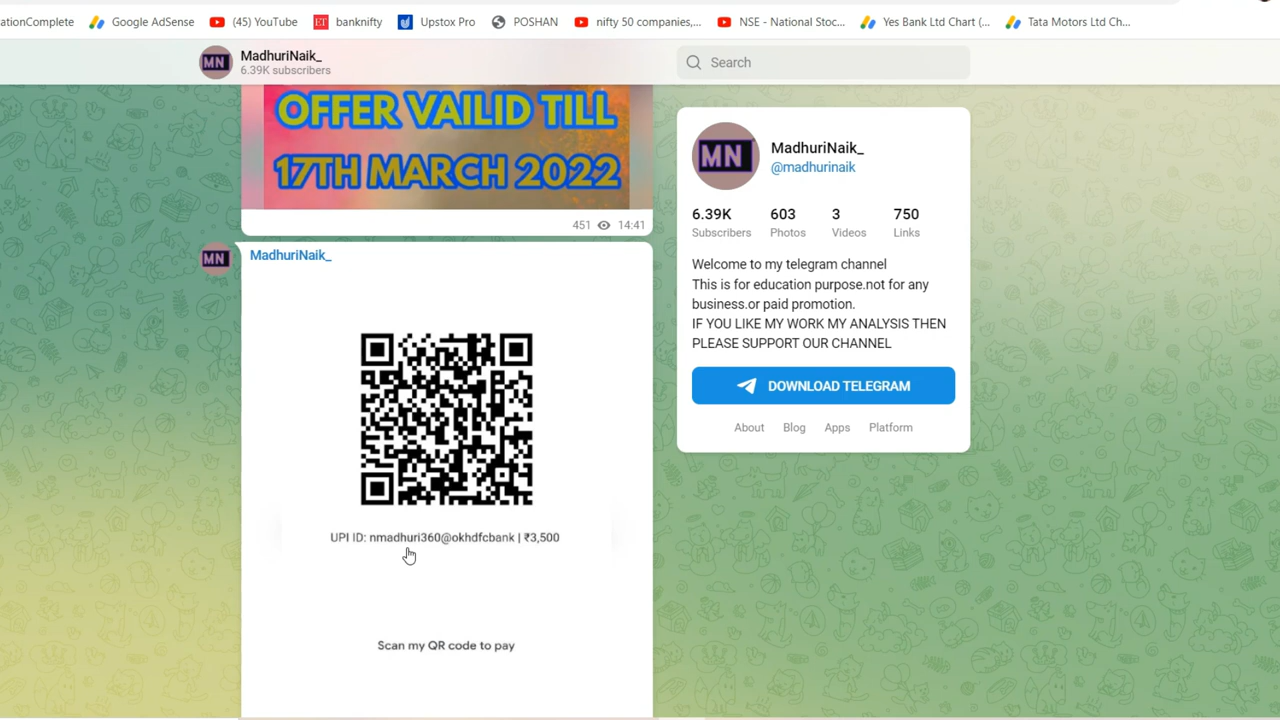 ationComplete
Google AdSense
(45) YouTube
ET
banknifty
Upstox Pro
POSHAN
nifty 50 companies,...
NSE - National Stoc...
Yes Bank Ltd Chart (...
Tata Motors Ltd Ch...
MN
MadhuriNaik_
6.39K subscribers
Search
OFFER VAILID TILL
17TH MARCH 2022
451
14:41
MN
MadhuriNaik_
UPI ID: nmadhuri360@okhdfcbank | ₹3,500
Scan my QR code to pay
MN
MadhuriNaik_
@madhurinaik
6.39K 603 3 750
Subscribers Photos Videos Links
Welcome to my telegram channel
This is for education purpose.not for any
business.or paid promotion.
IF YOU LIKE MY WORK MY ANALYSIS THEN
PLEASE SUPPORT OUR CHANNEL
DOWNLOAD TELEGRAM
About Blog Apps Platform